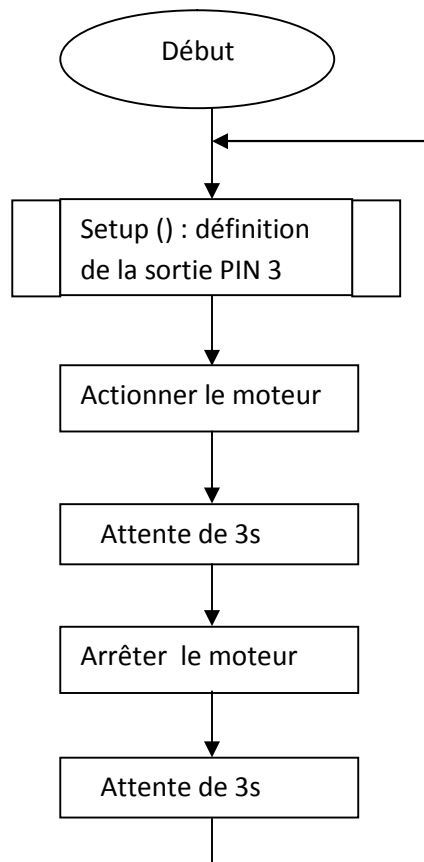 Début
Setup () : définition
de la sortie PIN 3
Actionner le moteur
Attente de 3s
Arrêter le moteur
Attente de 3s